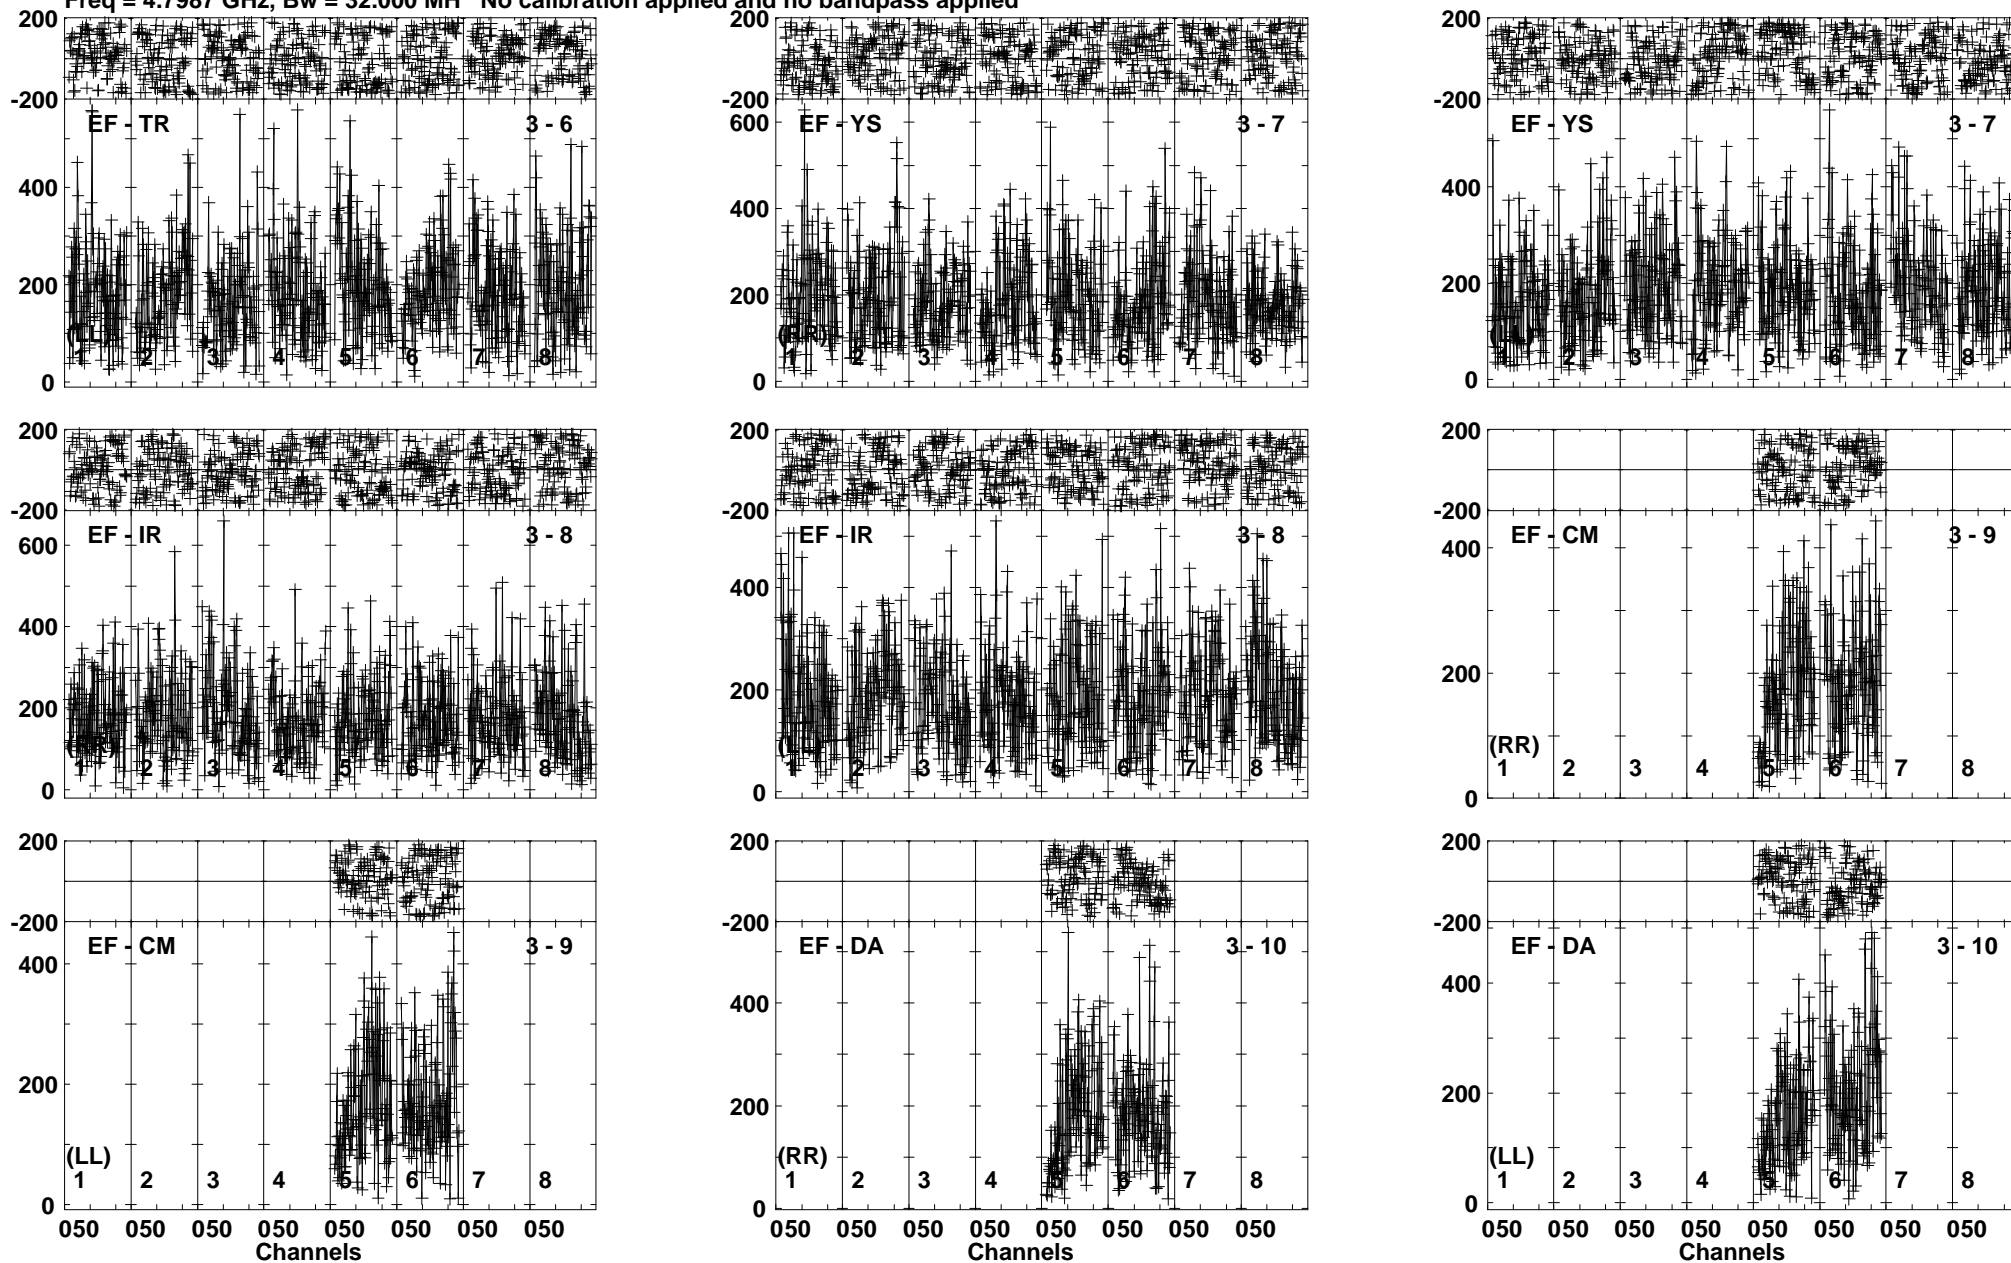 Freq = 4.7987 GHz, Bw = 32.000 MH   No calibration applied and no bandpass applied
200 200 200
-200 -200 -200
EF - TR 3 - 6 600 EF - YS 3 - 7 EF - YS 3 - 7
400 400 400
200 200 200
(LL) (RR) (LL)
1 2 3 4 5 6 7 8 1 2 3 4 5 6 7 8 1 2 3 4 5 6 7 8
0 0 0
200 200 200
-200 -200 -200
EF - IR 3 - 8 EF - IR 3 - 8 EF - CM 3 - 9
600 400
400 400
200 200 200
(RR) (LL) (RR)
1 2 3 4 5 6 7 8 1 2 3 4 5 6 7 8 1 2 3 4 5 6 7 8
0 0 0
200 200 200
-200 -200 -200
EF - CM 3 - 9 EF - DA 3 - 10 EF - DA 3 - 10
400 400 400
200 200 200
(LL) (RR) (LL)
1 2 3 4 5 6 7 8 1 2 3 4 5 6 7 8 1 2 3 4 5 6 7 8
0 0 0
050 050 050 050 050 050 050 050 050 050 050 050 050 050 050 050 050 050 050 050 050 050 050 050
Channels Channels Channels